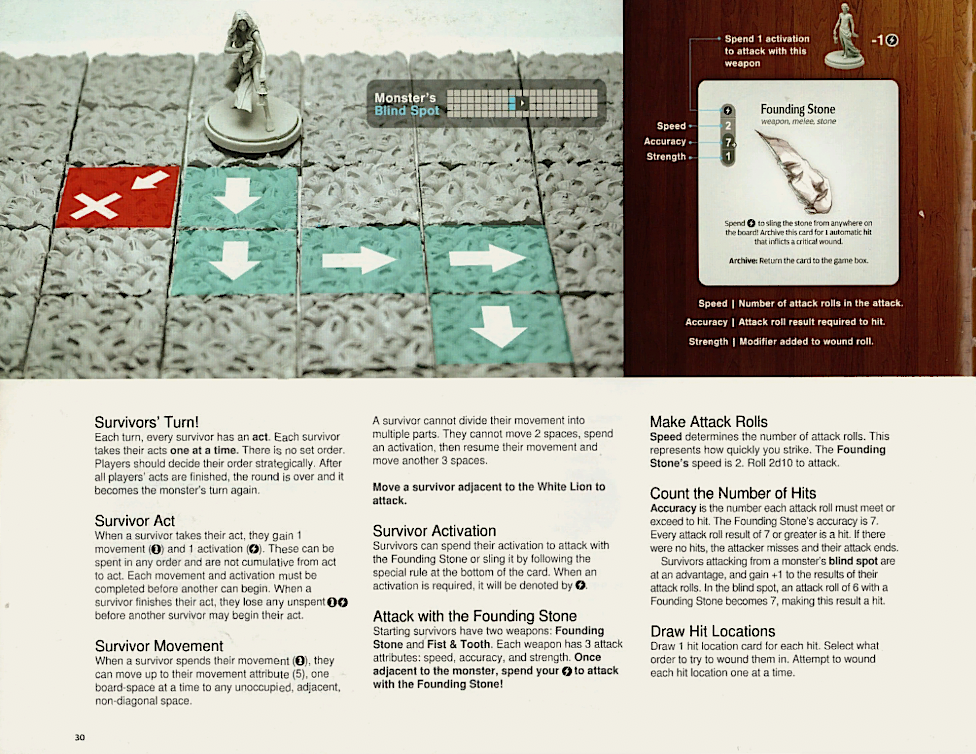 Monster's
Blind Spot
Spend 1 activation
to attack with this
weapon
-1
Founding Stone
weapon, melee, stone
Speed
2
Accuracy
7+
Strength
1
Spend to sling the stone from anywhere on
the board! Archive this card for 1 automatic hit
that inflicts a critical wound.
Archive: Return the card to the game box.
Speed | Number of attack rolls in the attack.
Accuracy | Attack roll result required to hit.
Strength | Modifier added to wound roll.
Survivors' Turn!
Each turn, every survivor has an act. Each survivor
takes their acts one at a time. There is no set order.
Players should decide their order strategically. After
all players' acts are finished, the round is over and it
becomes the monster's turn again.
Survivor Act
When a survivor takes their act, they gain 1
movement ( ) and 1 activation ( ). These can be
spent in any order and are not cumulative from act
to act. Each movement and activation must be
completed before another can begin. When a
survivor finishes their act, they lose any unspent
before another survivor may begin their act.
Survivor Movement
When a survivor spends their movement ( ), they
can move up to their movement attribute (5), one
board-space at a time to any unoccupied, adjacent,
non-diagonal space.
A survivor cannot divide their movement into
multiple parts. They cannot move 2 spaces, spend
an activation, then resume their movement and
move another 3 spaces.
Move a survivor adjacent to the White Lion to
attack.
Survivor Activation
Survivors can spend their activation to attack with
the Founding Stone or sling it by following the
special rule at the bottom of the card. When an
activation is required, it will be denoted by .
Attack with the Founding Stone
Starting survivors have two weapons: Founding
Stone and Fist & Tooth. Each weapon has 3 attack
attributes: speed, accuracy, and strength. Once
adjacent to the monster, spend your to attack
with the Founding Stone!
Make Attack Rolls
Speed determines the number of attack rolls. This
represents how quickly you strike. The Founding
Stone's speed is 2. Roll 2d10 to attack.
Count the Number of Hits
Accuracy is the number each attack roll must meet or
exceed to hit. The Founding Stone's accuracy is 7.
Every attack roll result of 7 or greater is a hit. If there
were no hits, the attacker misses and their attack ends.
Survivors attacking from a monster's blind spot are
at an advantage, and gain +1 to the results of their
attack rolls. In the blind spot, an attack roll of 6 with a
Founding Stone becomes 7, making this result a hit.
Draw Hit Locations
Draw 1 hit location card for each hit. Select what
order to try to wound them in. Attempt to wound
each hit location one at a time.
30